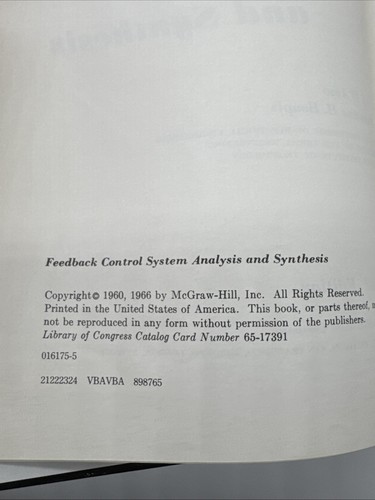 Feedback Control System Analysis and Synthesis
Copyright© 1960, 1966 by McGraw-Hill, Inc. All Rights Reserved.
Printed in the United States of America. This book, or parts thereof,
not be reproduced in any form without permission of the publishers.
Library of Congress Catalog Card Number 65-17391
016175-5
21222324 VBAVBA 898765